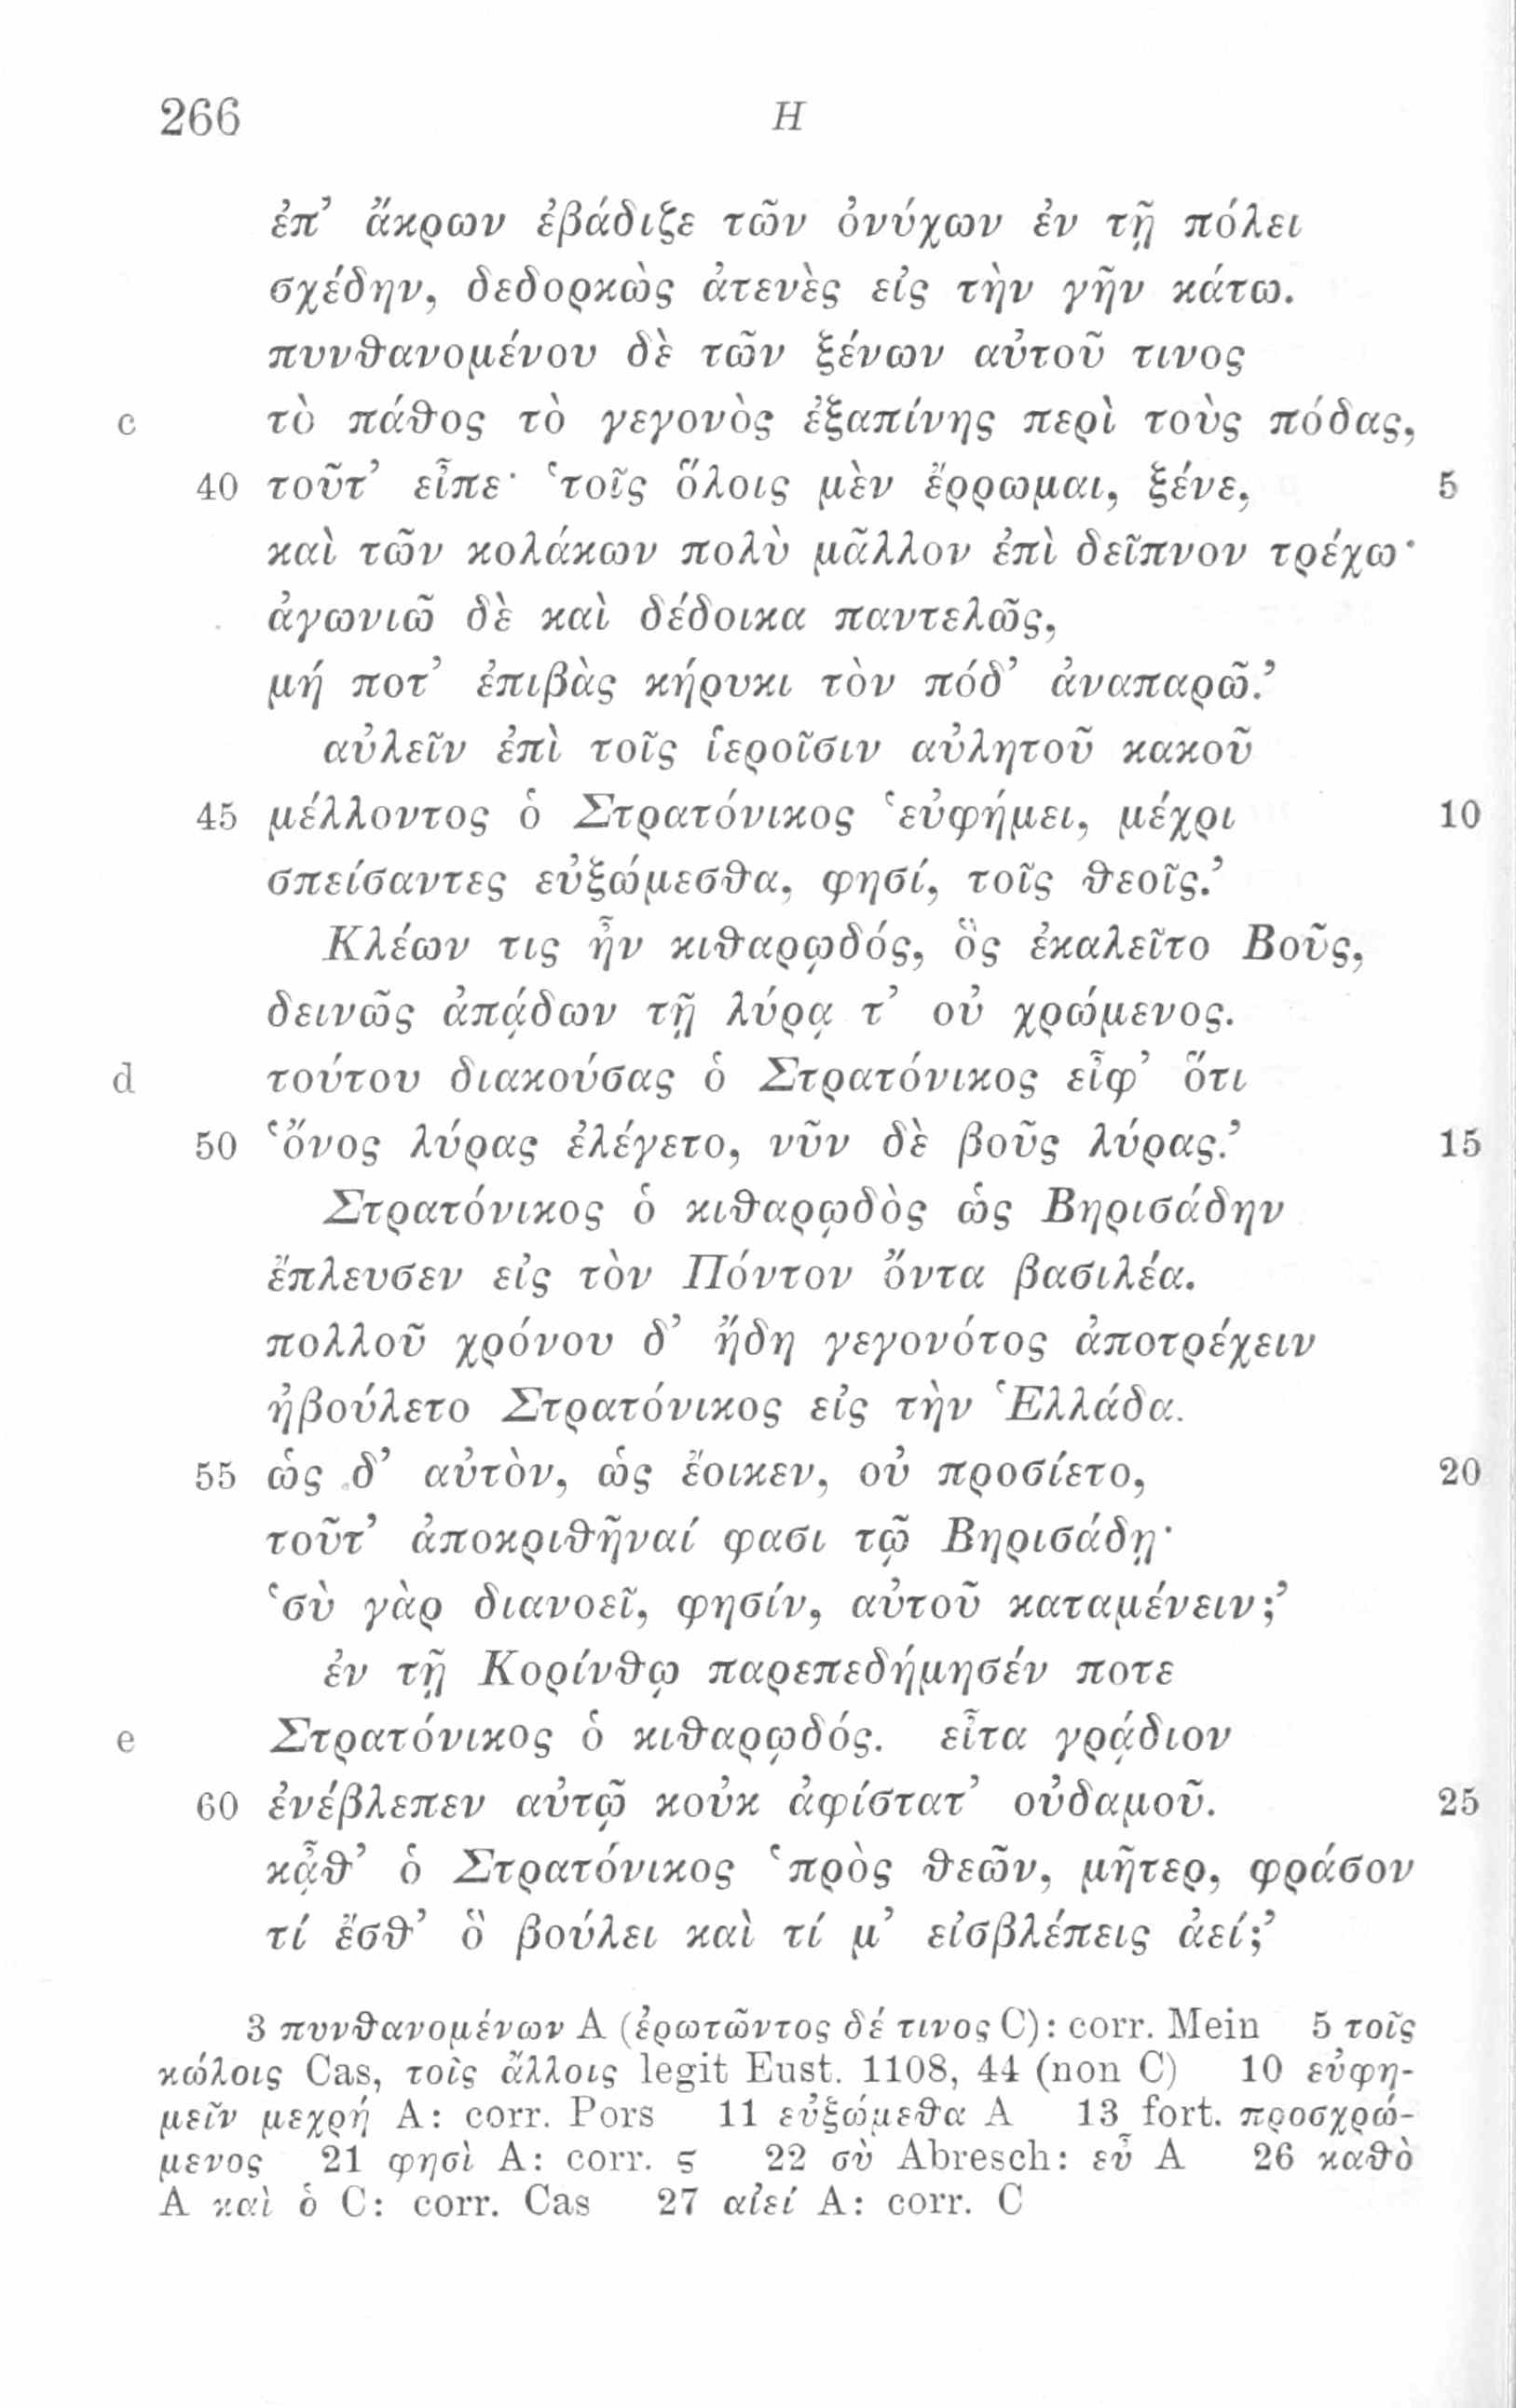 266 H
ἐπ’ ἄκρων ἐβάδιζε τῶν ὀνύχων ἐν τῇ πόλει
σχέδην, δεδορκὼς ἀτενὲς εἰς τὴν γῆν κάτω.
πυνθανομένου δὲ τῶν ξένων αὐτοῦ τινος
c τὸ πάθος τὸ γεγονὸς ἐξαπίνης περὶ τοὺς πόδας,
40 τοῦτ’ εἶπε· ‘τοῖς ὅλοις μὲν ἔρρωμαι, ξένε, 5
καὶ τῶν κολάκων πολὺ μᾶλλον ἐπὶ δεῖπνον τρέχω·
ἀγωνιῶ δὲ καὶ δέδοικα παντελῶς,
μή ποτ’ ἐπιβὰς κήρυκι τὸν πόδ’ ἀναπαρῶ.’
αὐλεῖν ἐπὶ τοῖς ἱεροῖσιν αὐλητοῦ κακοῦ
45 μέλλοντος ὁ Στρατόνικος ‘εὐφήμει, μέχρι 10
σπείσαντες εὐξώμεσθα, φησί, τοῖς θεοῖς.’
Κλέων τις ἦν κιθαρῳδός, ὃς ἐκαλεῖτο Βοῦς,
δεινῶς ἀπᾴδων τῇ λύρᾳ τ’ οὐ χρώμενος.
d τούτου διακούσας ὁ Στρατόνικος εἶφ’ ὅτι
50 ‘ὄνος λύρας ἐλέγετο, νῦν δὲ βοῦς λύρας.’ 15
Στρατόνικος ὁ κιθαρῳδὸς ὡς Βηρισάδην
ἔπλευσεν εἰς τὸν Πόντον ὄντα βασιλέα.
πολλοῦ χρόνου δ’ ἤδη γεγονότος ἀποτρέχειν
ἠβούλετο Στρατόνικος εἰς τὴν Ἑλλάδα.
55 ὡς δ’ αὐτὸν, ὡς ἔοικεν, οὐ προσίετο, 20
τοῦτ’ ἀποκριθῆναί φασι τῷ Βηρισάδῃ·
‘σὺ γὰρ διανοεῖ, φησίν, αὐτοῦ καταμένειν;’
ἐν τῇ Κορίνθῳ παρεπεδήμησέν ποτε
e Στρατόνικος ὁ κιθαρῳδός. εἶτα γρᾴδιον
60 ἐνέβλεπεν αὐτῷ κοὐκ ἀφίστατ’ οὐδαμοῦ. 25
κᾆθ’ ὁ Στρατόνικος ‘πρὸς θεῶν, μῆτερ, φράσον
τί ἔσθ’ ὃ βούλει καὶ τί μ’ εἰσβλέπεις ἀεί;’
3 πυνθανομένων A (ἐρωτῶντος δέ τινος C): corr. Mein 5 τοῖς
κώλοις Cas, τοῖς ἄλλοις legit Eust. 1108, 44 (non C) 10 εὐφη-
μεῖν μεχρή A: corr. Pors 11 εὐξώμεθα A 13 fort. προσχρώ-
μενος 21 φησὶ A: corr. ς 22 σὺ Abresch: εὖ A 26 καθὸ
A καὶ ὁ C: corr. Cas 27 αἰεί A: corr. C